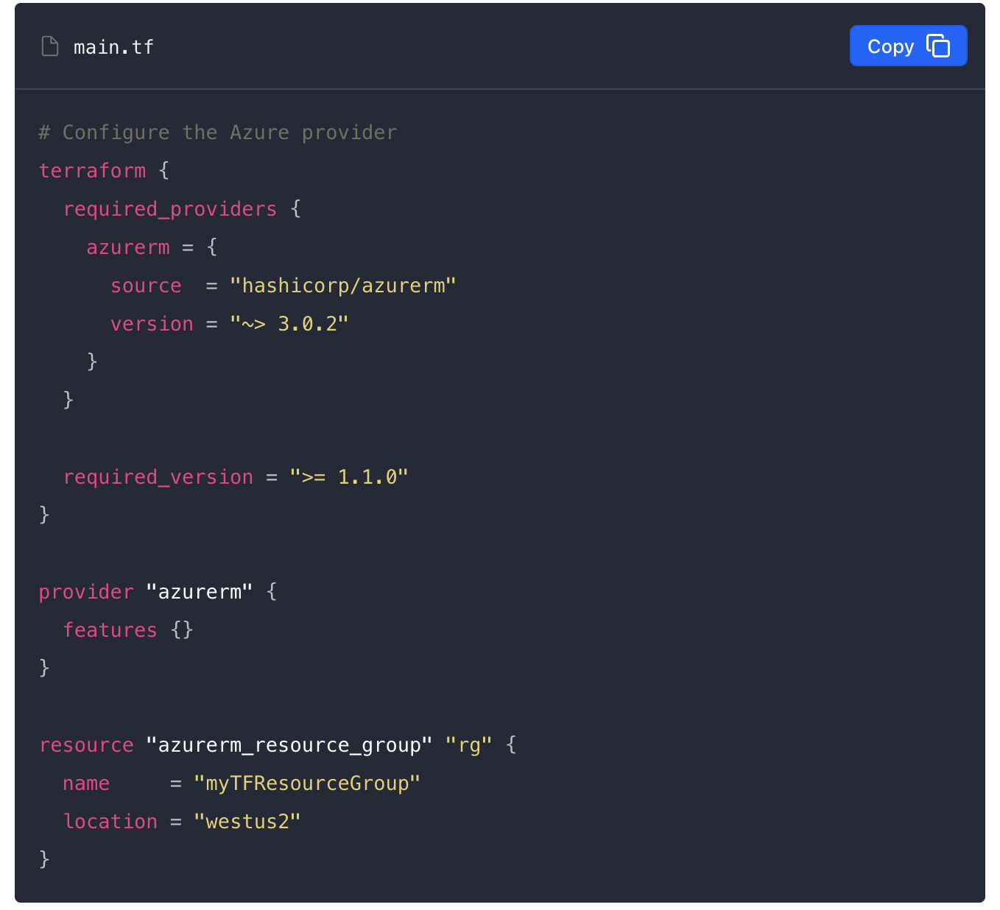 main.tf
Copy
# Configure the Azure provider
terraform {
  required_providers {
    azurerm = {
      source  = "hashicorp/azurerm"
      version = "~> 3.0.2"
    }
  }

  required_version = ">= 1.1.0"
}

provider "azurerm" {
  features {}
}

resource "azurerm_resource_group" "rg" {
  name     = "myTFResourceGroup"
  location = "westus2"
}